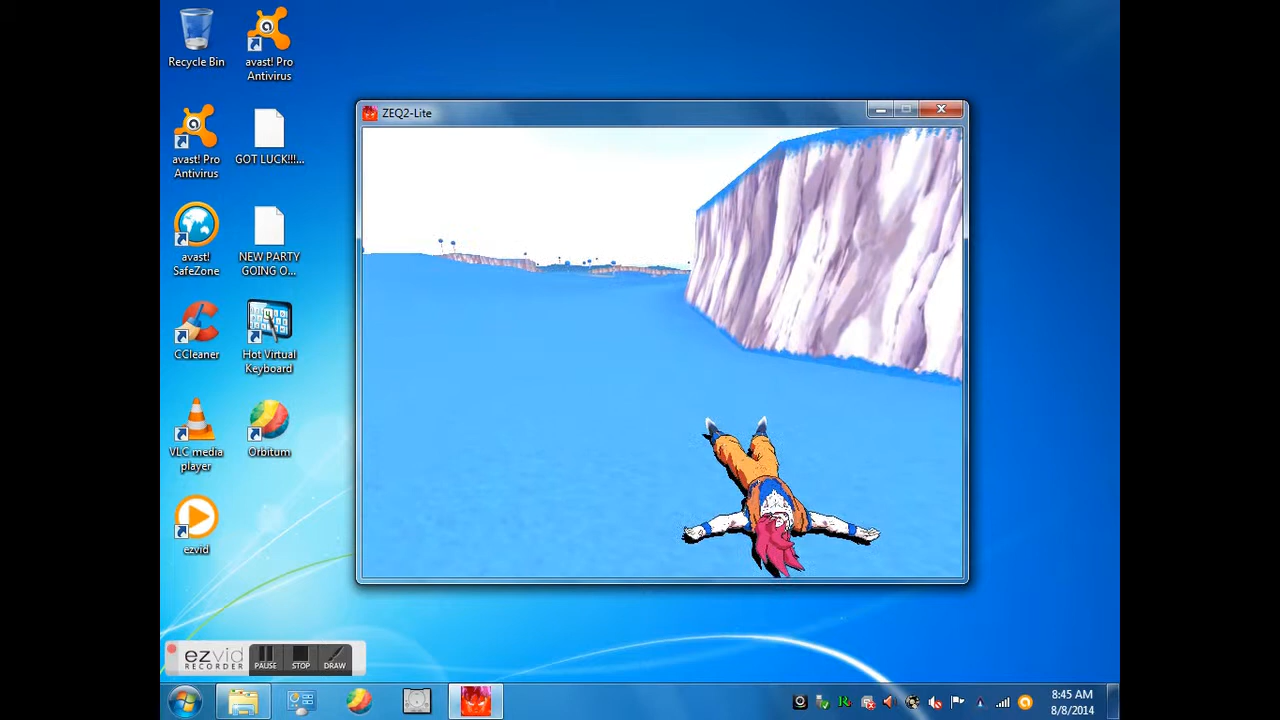 Recycle Bin
avast! Pro
Antivirus
avast! Pro
Antivirus
GOT LUCK!!!...
avast!
SafeZone
NEW PARTY
GOING O...
CCleaner
Hot Virtual
Keyboard
VLC media
player
Orbitum
ezvid
ZEQ2-Lite
ezvid
RECORDER
PAUSE
STOP
DRAW
8:45 AM
8/8/2014